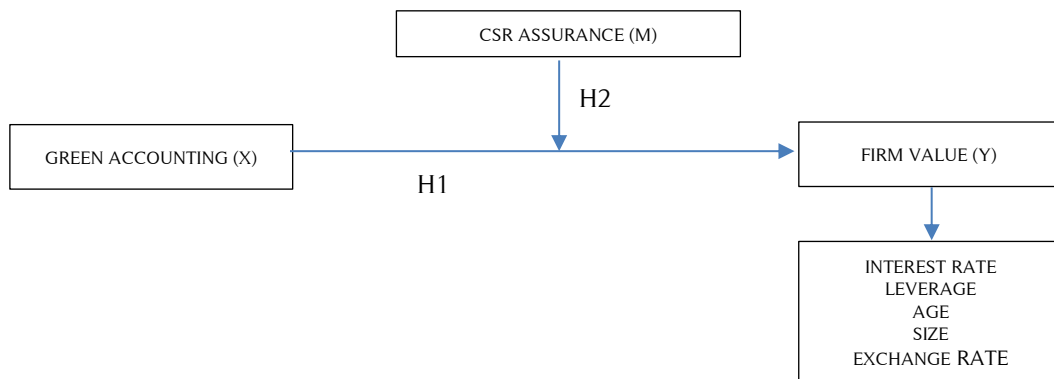 CSR ASSURANCE (M)
H2
GREEN ACCOUNTING (X)
FIRM VALUE (Y)
H1
INTEREST RATE
LEVERAGE
AGE
SIZE
EXCHANGE RATE